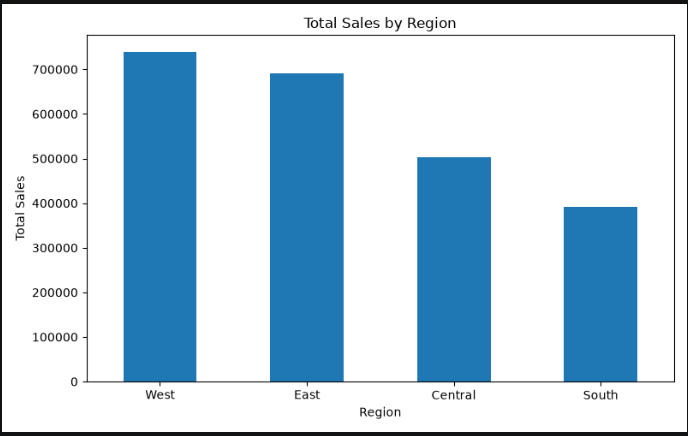 Total Sales by Region
Total Sales
700000
600000
500000
400000
300000
200000
100000
0
West East Central South
Region